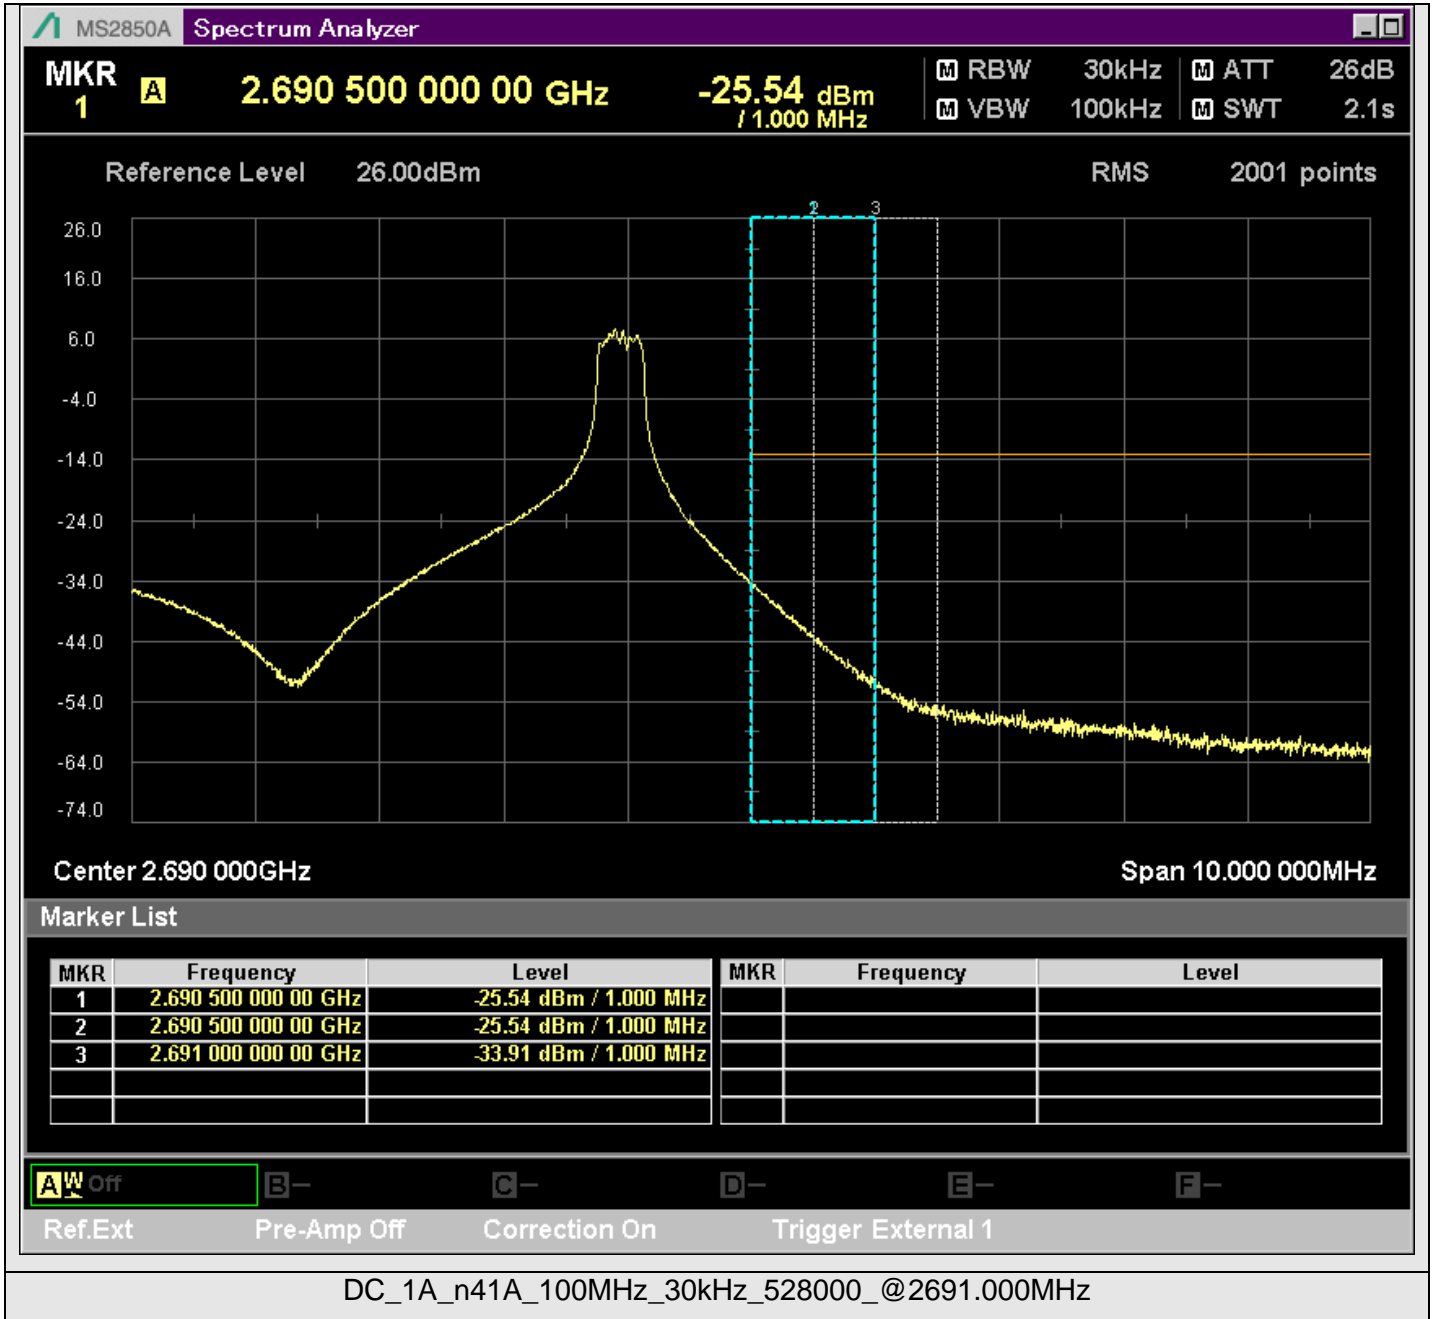 MS2850A Spectrum Analyzer
MKR 1 A 2.690 500 000 00 GHz -25.54 dBm / 1.000 MHz
M RBW 30kHz M ATT 26dB
M VBW 100kHz M SWT 2.1s
Reference Level 26.00dBm RMS 2001 points
2 3
26.0
16.0
6.0
-4.0
-14.0
-24.0
-34.0
-44.0
-54.0
-64.0
-74.0
Center 2.690 000GHz Span 10.000 000MHz
Marker List
MKR Frequency Level MKR Frequency Level
1 2.690 500 000 00 GHz -25.54 dBm / 1.000 MHz
2 2.690 500 000 00 GHz -25.54 dBm / 1.000 MHz
3 2.691 000 000 00 GHz -33.91 dBm / 1.000 MHz
A W Off B- C- D- E- F-
Ref.Ext Pre-Amp Off Correction On Trigger External 1
DC_1A_n41A_100MHz_30kHz_528000_@2691.000MHz